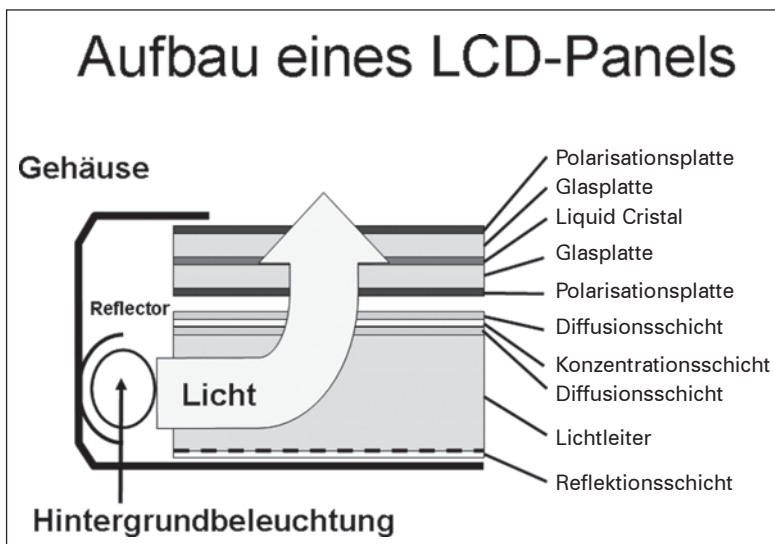 Aufbau eines LCD-Panels
Gehäuse
Polarisationsplatte
Glasplatte
Liquid Cristal
Glasplatte
Polarisationsplatte
Reflector
Diffusionsschicht
Konzentrationsschicht
Diffusionsschicht
Licht
Lichtleiter
Reflektionsschicht
Hintergrundbeleuchtung